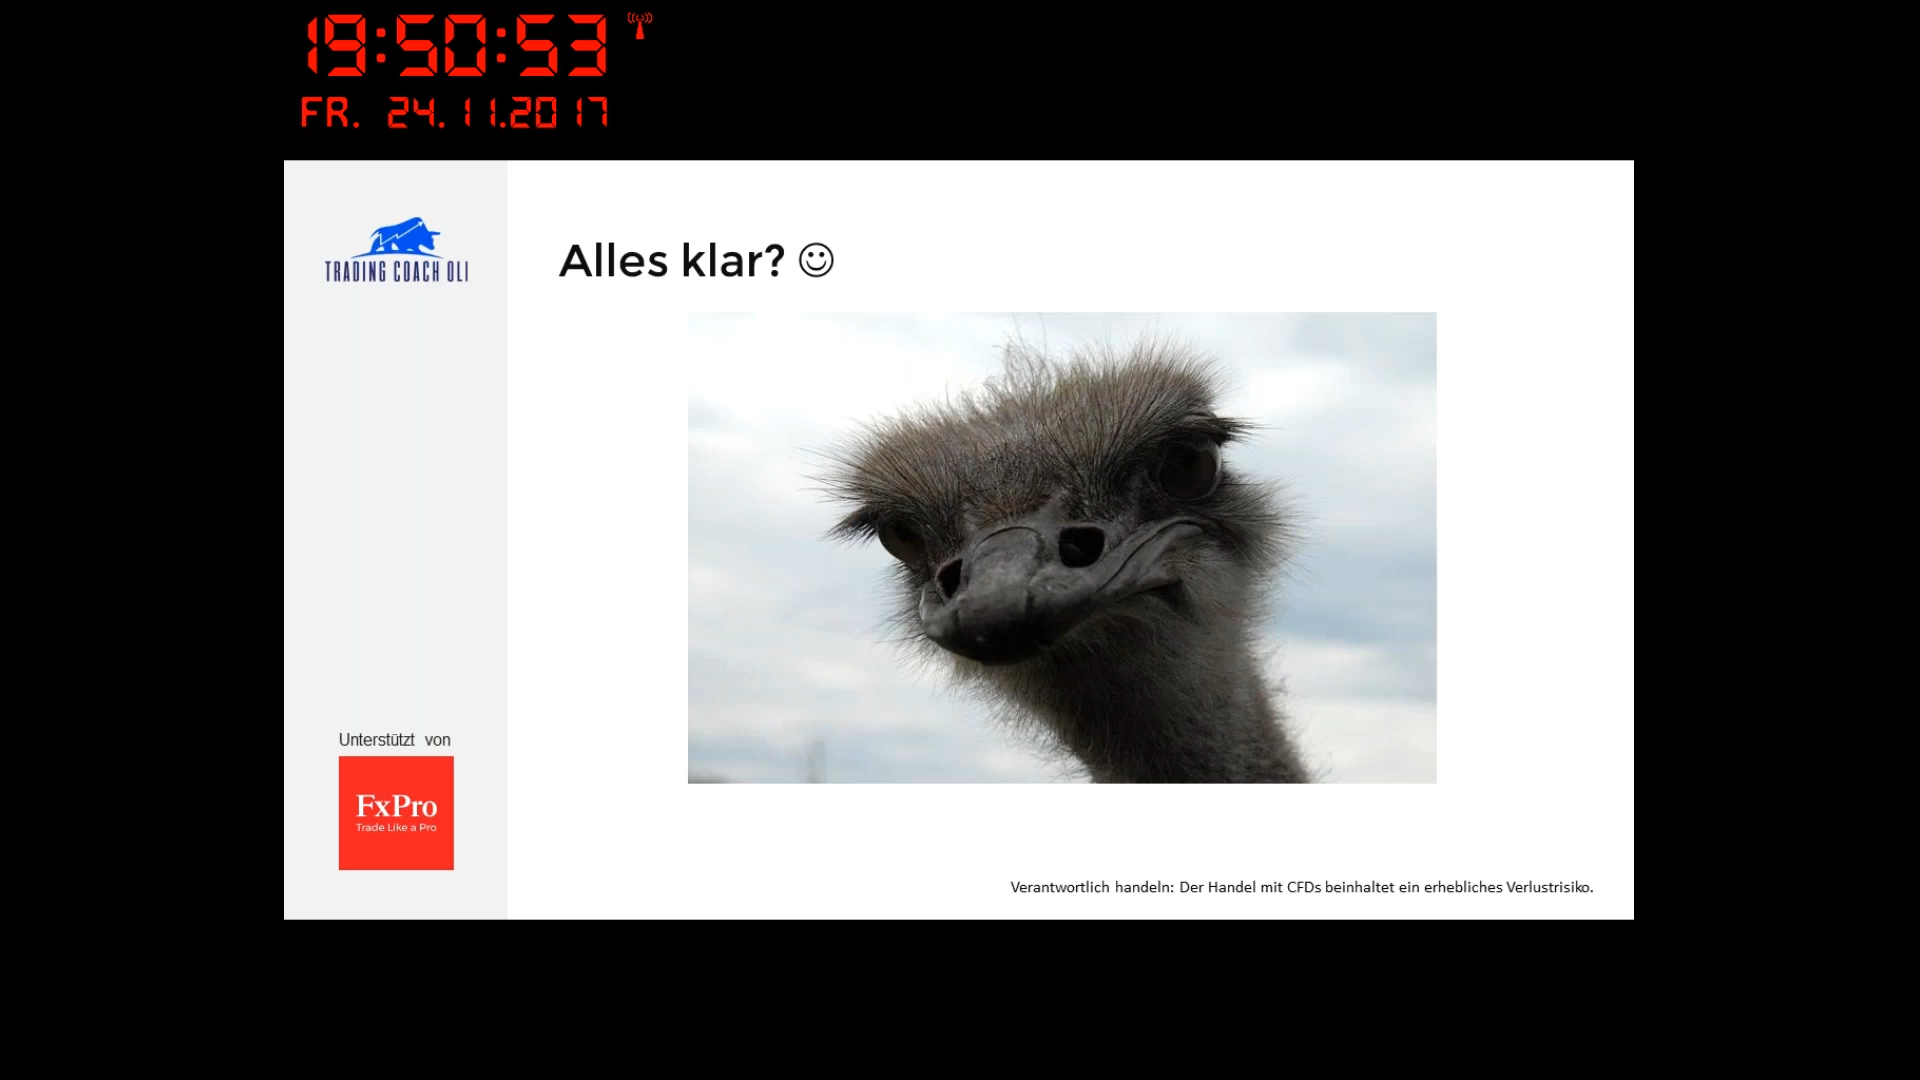 19:50:53
FR. 24.11.2017
TRADING COACH OLI
Alles klar? ☺
Unterstützt von
FxPro
Trade Like a Pro
Verantwortlich handeln: Der Handel mit CFDs beinhaltet ein erhebliches Verlustrisiko.